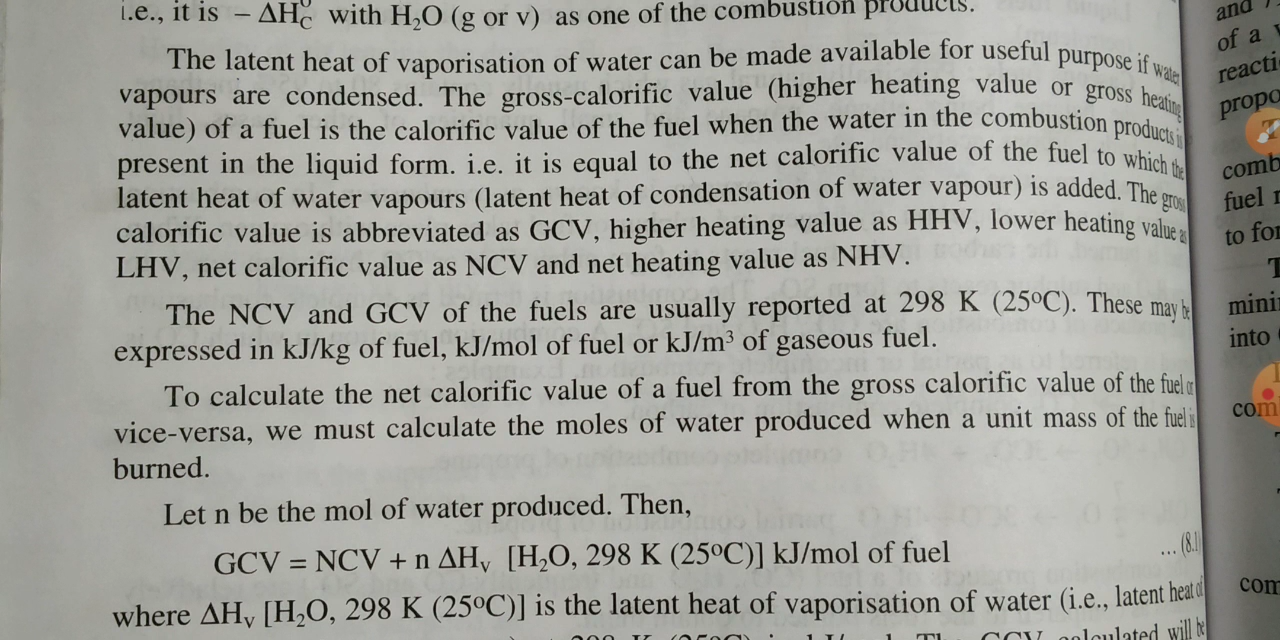 i.e., it is – ΔH°C with H₂O (g or v) as one of the combustion products.
The latent heat of vaporisation of water can be made available for useful purpose if water
vapours are condensed. The gross-calorific value (higher heating value or gross heating
value) of a fuel is the calorific value of the fuel when the water in the combustion products is
present in the liquid form. i.e. it is equal to the net calorific value of the fuel to which the
latent heat of water vapours (latent heat of condensation of water vapour) is added. The gross
calorific value is abbreviated as GCV, higher heating value as HHV, lower heating value as
LHV, net calorific value as NCV and net heating value as NHV.
The NCV and GCV of the fuels are usually reported at 298 K (25°C). These may be
expressed in kJ/kg of fuel, kJ/mol of fuel or kJ/m³ of gaseous fuel.
To calculate the net calorific value of a fuel from the gross calorific value of the fuel or
vice-versa, we must calculate the moles of water produced when a unit mass of the fuel is
burned.
Let n be the mol of water produced. Then,
GCV = NCV + n ΔHᵥ [H₂O, 298 K (25°C)] kJ/mol of fuel ... (8.1
where ΔHᵥ [H₂O, 298 K (25°C)] is the latent heat of vaporisation of water (i.e., latent heat of
calculated will be
and
of a
reacti
propo
comb
fuel
to for
T
mini
into
com
com